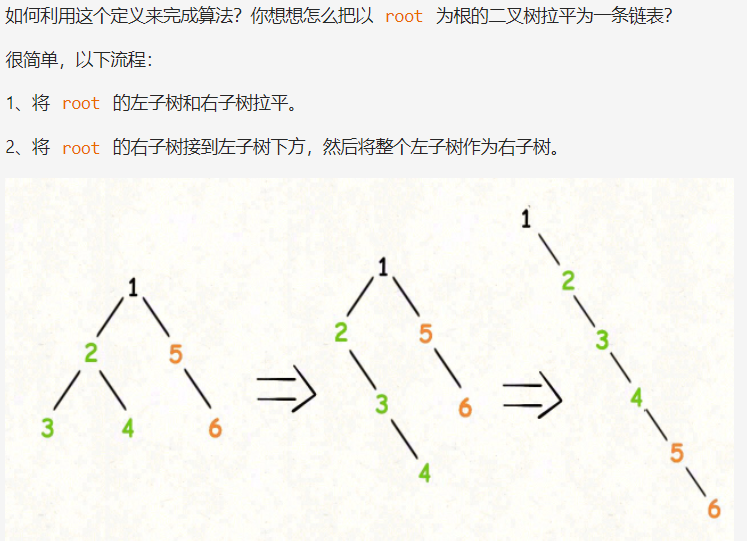 如何利用这个定义来完成算法？你想想怎么把以 root 为根的二叉树拉平为一条链表？
很简单，以下流程：
1、将 root 的左子树和右子树拉平。
2、将 root 的右子树接到左子树下方，然后将整个左子树作为右子树。
1
2 5
3 4 6
1
2 5
3 6
4
1
2
3
4
5
6